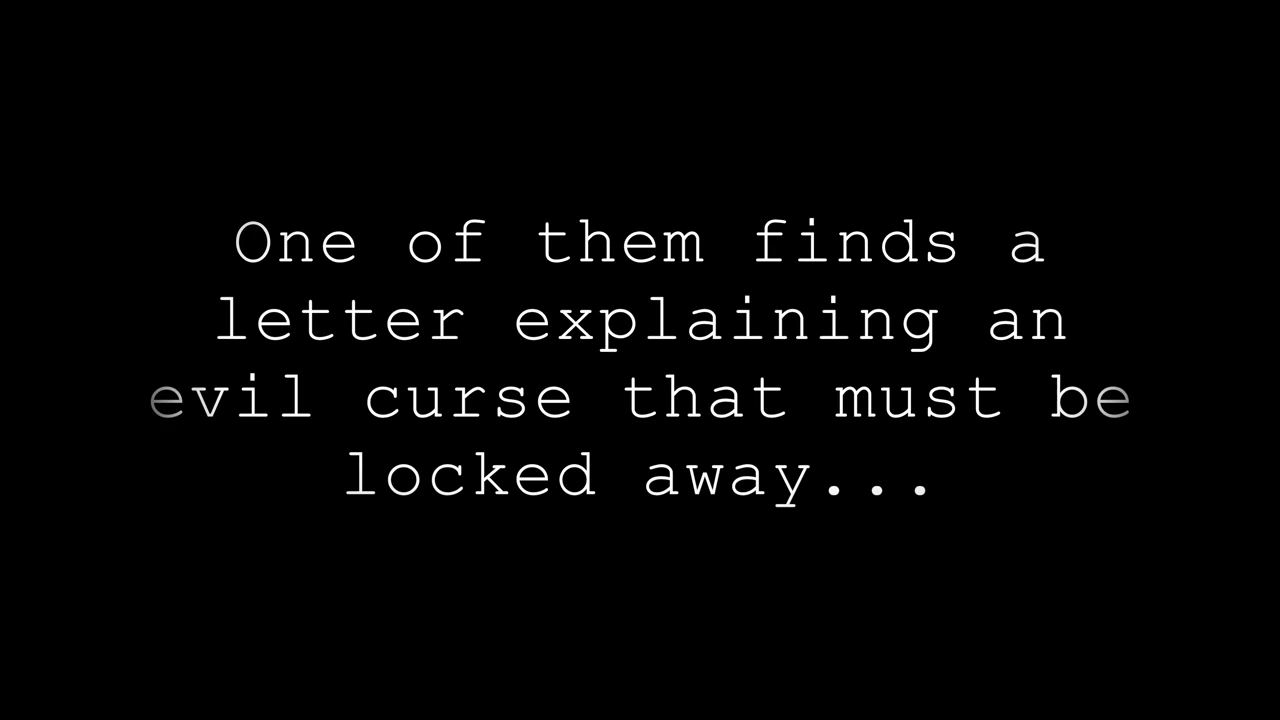 One of them finds a
letter explaining an
evil curse that must be
locked away...